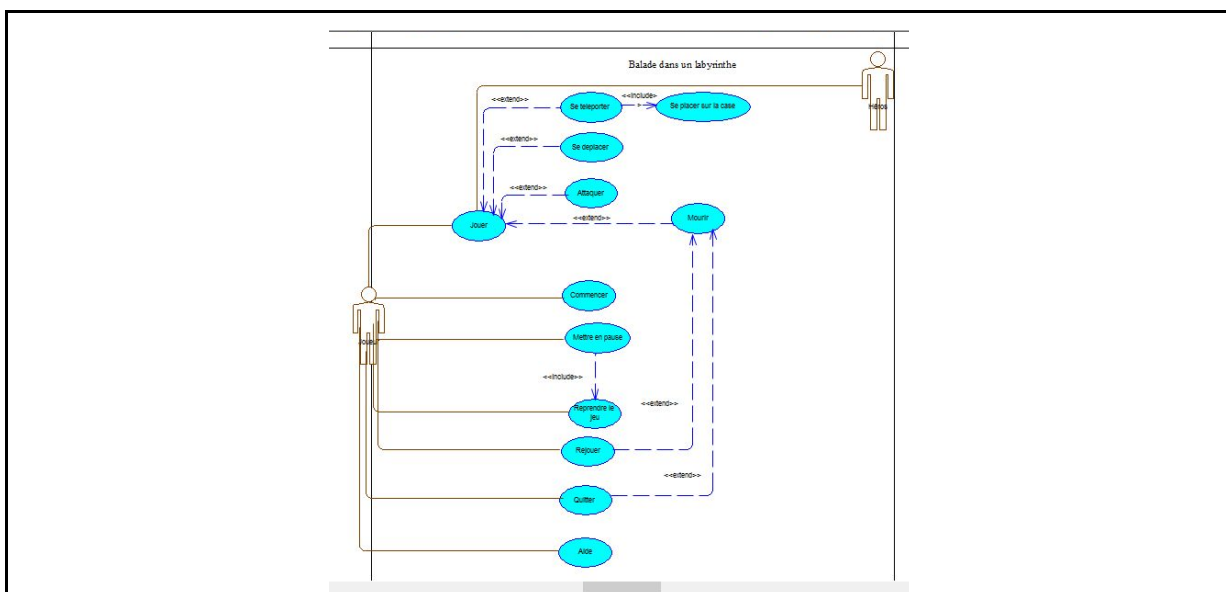 Balade dans un labyrinthe
Héros
<<extend>>
Se teleporter
<<include>
>
Se placer sur la case
<<extend>>
Se deplacer
<<extend>>
Attaquer
<<extend>>
Mourir
Jouer
Commencer
Joueur
Mettre en pause
<<include>>
Reprendre le
jeu
<<extend>>
Rejouer
<<extend>>
Quitter
Aide